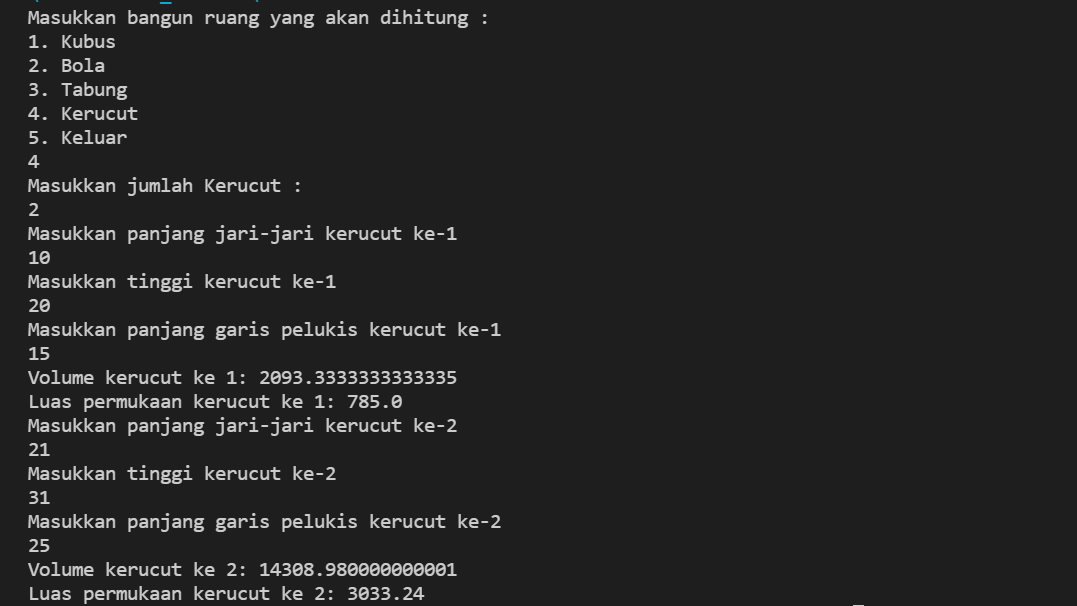 Masukkan bangun ruang yang akan dihitung :
1. Kubus
2. Bola
3. Tabung
4. Kerucut
5. Keluar
4
Masukkan jumlah Kerucut :
2
Masukkan panjang jari-jari kerucut ke-1
10
Masukkan tinggi kerucut ke-1
20
Masukkan panjang garis pelukis kerucut ke-1
15
Volume kerucut ke 1: 2093.3333333333335
Luas permukaan kerucut ke 1: 785.0
Masukkan panjang jari-jari kerucut ke-2
21
Masukkan tinggi kerucut ke-2
31
Masukkan panjang garis pelukis kerucut ke-2
25
Volume kerucut ke 2: 14308.980000000001
Luas permukaan kerucut ke 2: 3033.24